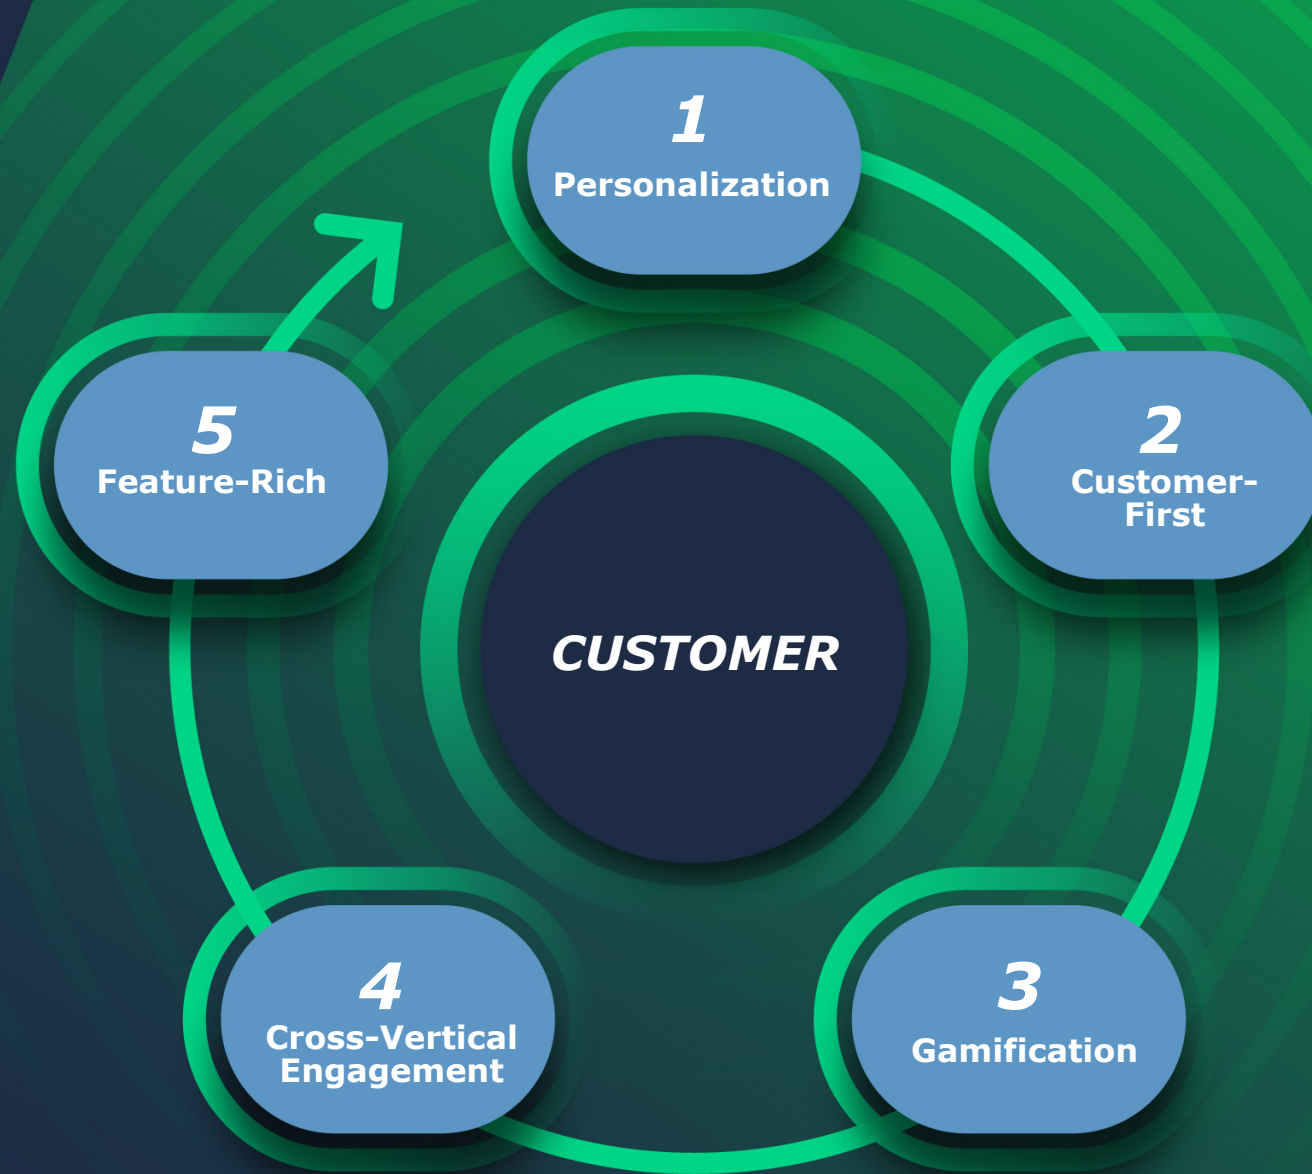 1
Personalization
2
Customer-
First
3
Gamification
4
Cross-Vertical
Engagement
5
Feature-Rich
CUSTOMER